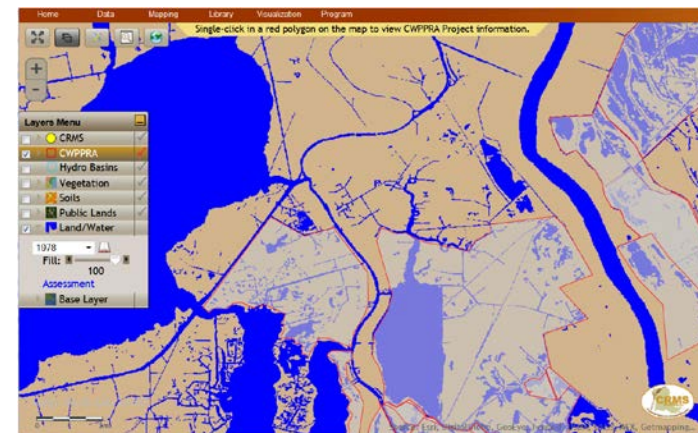 Home Data Mapping Library Visualization Program
Single-click in a red polygon on the map to view CWPPRA Project information.
+
-
Layers Menu
CRMS
CWPPRA
Hydro Basins
Vegetation
Soils
Public Lands
Land/Water
1978
Fill:
100
Assessment
Base Layer
CRMS